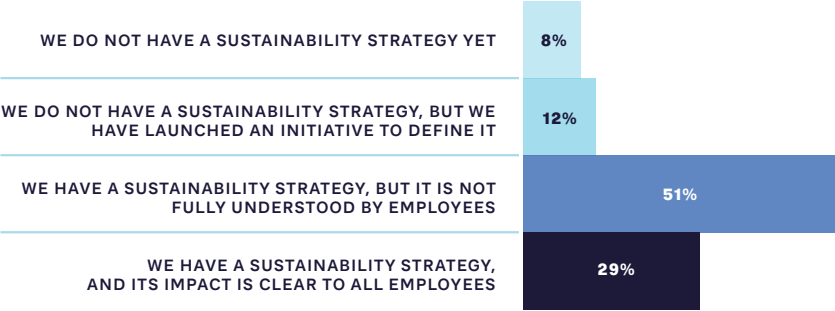 WE DO NOT HAVE A SUSTAINABILITY STRATEGY YET
8%
WE DO NOT HAVE A SUSTAINABILITY STRATEGY, BUT WE
HAVE LAUNCHED AN INITIATIVE TO DEFINE IT
12%
WE HAVE A SUSTAINABILITY STRATEGY, BUT IT IS NOT
FULLY UNDERSTOOD BY EMPLOYEES
51%
WE HAVE A SUSTAINABILITY STRATEGY,
AND ITS IMPACT IS CLEAR TO ALL EMPLOYEES
29%